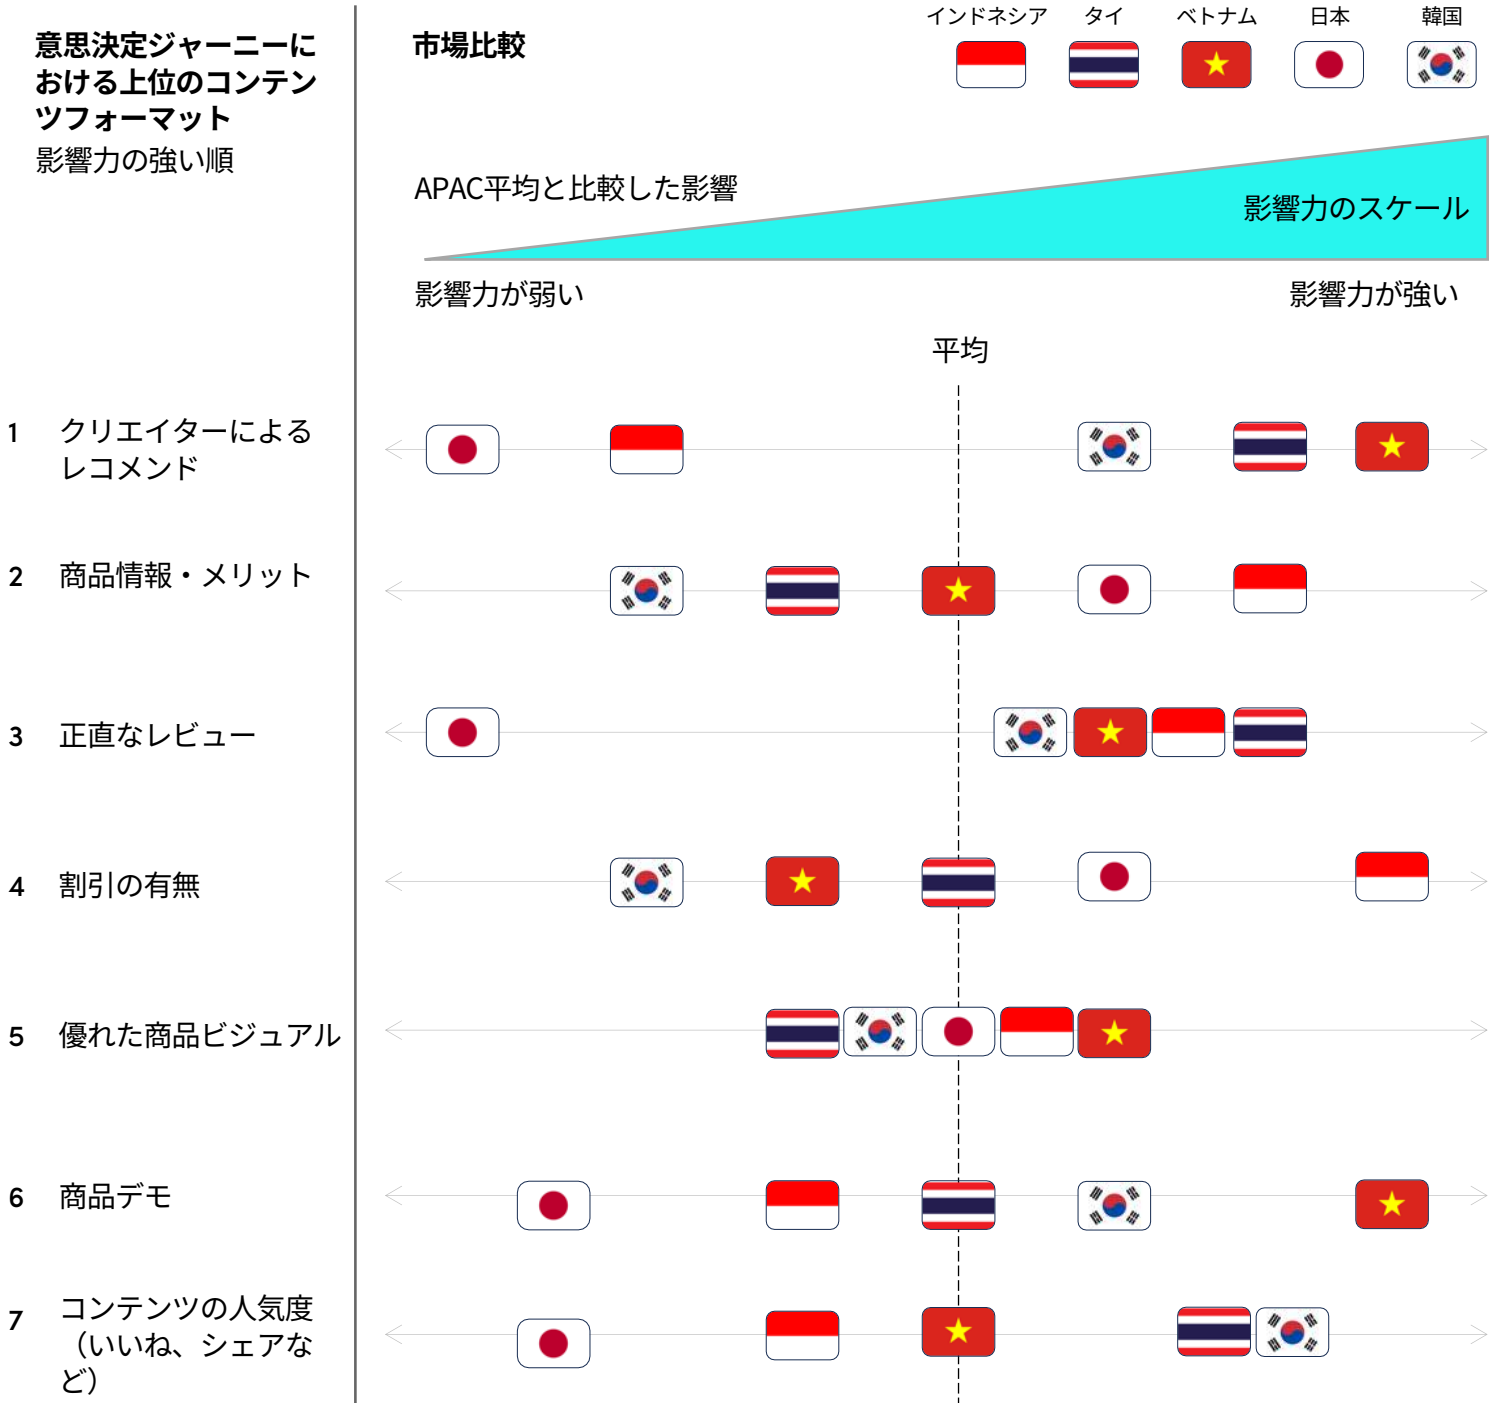 意思決定ジャーニーに
おける上位のコンテン
ツフォーマット
影響力の強い順
市場比較
インドネシア
タイ
ベトナム
日本
韓国
APAC平均と比較した影響
影響力のスケール
影響力が弱い
影響力が強い
平均
1 クリエイターによる
レコメンド
2 商品情報・メリット
3 正直なレビュー
4 割引の有無
5 優れた商品ビジュアル
6 商品デモ
7 コンテンツの人気度
（いいね、シェアな
ど）